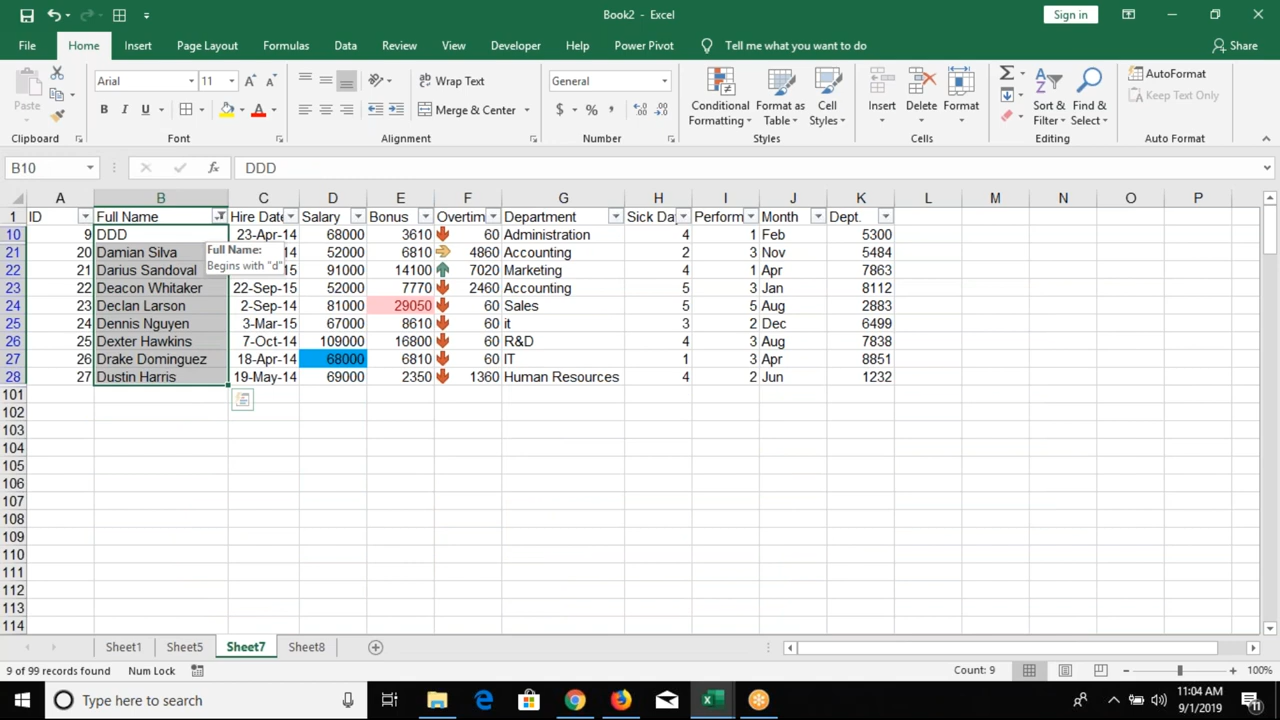 Book2 - Excel
Sign in
File Home Insert Page Layout Formulas Data Review View Developer Help Power Pivot Tell me what you want to do Share
Paste Arial 11 Wrap Text General AutoFormat
B I U A Merge & Center $ % , Conditional Formatting Format as Table Cell Styles Insert Delete Format Sort & Filter Find & Select Keep Text Only
Clipboard Font Alignment Number Styles Cells Editing Auto Format
B10 fx DDD
A B C D E F G H I J K L M N O P
1 ID Full Name Hire Date Salary Bonus Overtim Department Sick Da Perform Month Dept.
10 9 DDD 23-Apr-14 68000 3610 60 Administration 4 1 Feb 5300
21 20 Damian Silva 14 52000 6810 4860 Accounting 2 3 Nov 5484
22 21 Darius Sandoval 15 91000 14100 7020 Marketing 4 1 Apr 7863
Full Name:
Begins with "d"
23 22 Deacon Whitaker 22-Sep-15 52000 7770 2460 Accounting 5 3 Jan 8112
24 23 Declan Larson 2-Sep-14 81000 29050 60 Sales 5 5 Aug 2883
25 24 Dennis Nguyen 3-Mar-15 67000 8610 60 it 3 2 Dec 6499
26 25 Dexter Hawkins 7-Oct-14 109000 16800 60 R&D 4 3 Aug 7838
27 26 Drake Dominguez 18-Apr-14 68000 6810 60 IT 1 3 Apr 8851
28 27 Dustin Harris 19-May-14 69000 2350 1360 Human Resources 4 2 Jun 1232
101
102
103
104
105
106
107
108
109
110
111
112
113
114
Sheet1 Sheet5 Sheet7 Sheet8
9 of 99 records found Num Lock Count: 9 100%
Type here to search
11:04 AM
9/1/2019
11